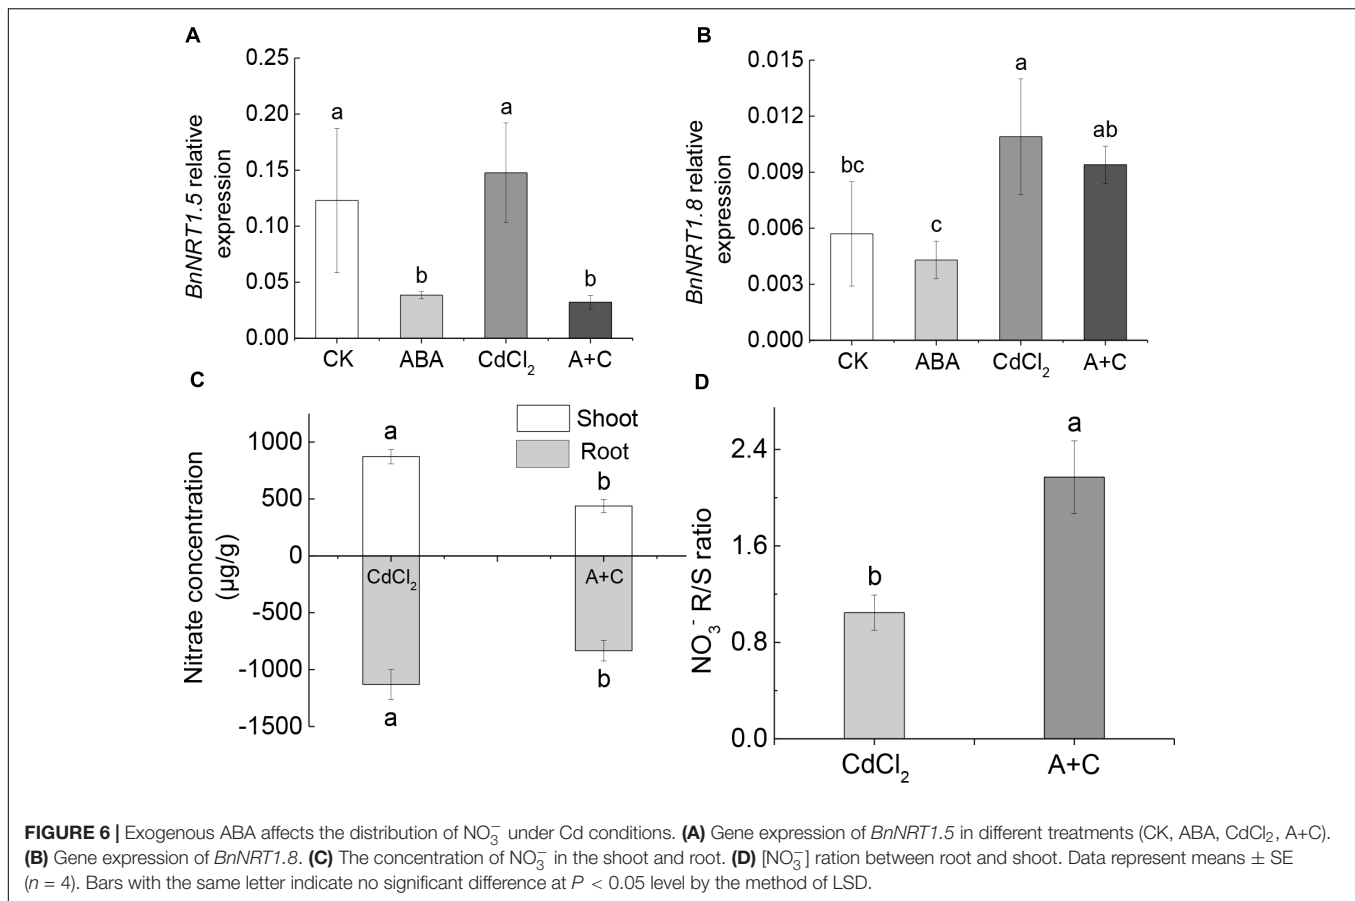 A
BnNRT1.5 relative
expression
0.25
0.20
0.15
0.10
0.05
0.00
a
b
a
b
CK
ABA
CdCl₂
A+C
B
BnNRT1.8 relative
expression
0.015
0.012
0.009
0.006
0.003
0.000
bc
c
a
ab
CK
ABA
CdCl₂
A+C
C
Nitrate concentration
(µg/g)
1000
500
0
-500
-1000
-1500
Shoot
Root
a
b
CdCl₂
A+C
a
b
D
NO₃⁻ R/S ratio
2.4
1.6
0.8
0.0
b
a
CdCl₂
A+C
FIGURE 6 | Exogenous ABA affects the distribution of NO₃⁻ under Cd conditions. (A) Gene expression of BnNRT1.5 in different treatments (CK, ABA, CdCl₂, A+C).
(B) Gene expression of BnNRT1.8. (C) The concentration of NO₃⁻ in the shoot and root. (D) [NO₃⁻] ration between root and shoot. Data represent means ± SE
(n = 4). Bars with the same letter indicate no significant difference at P < 0.05 level by the method of LSD.